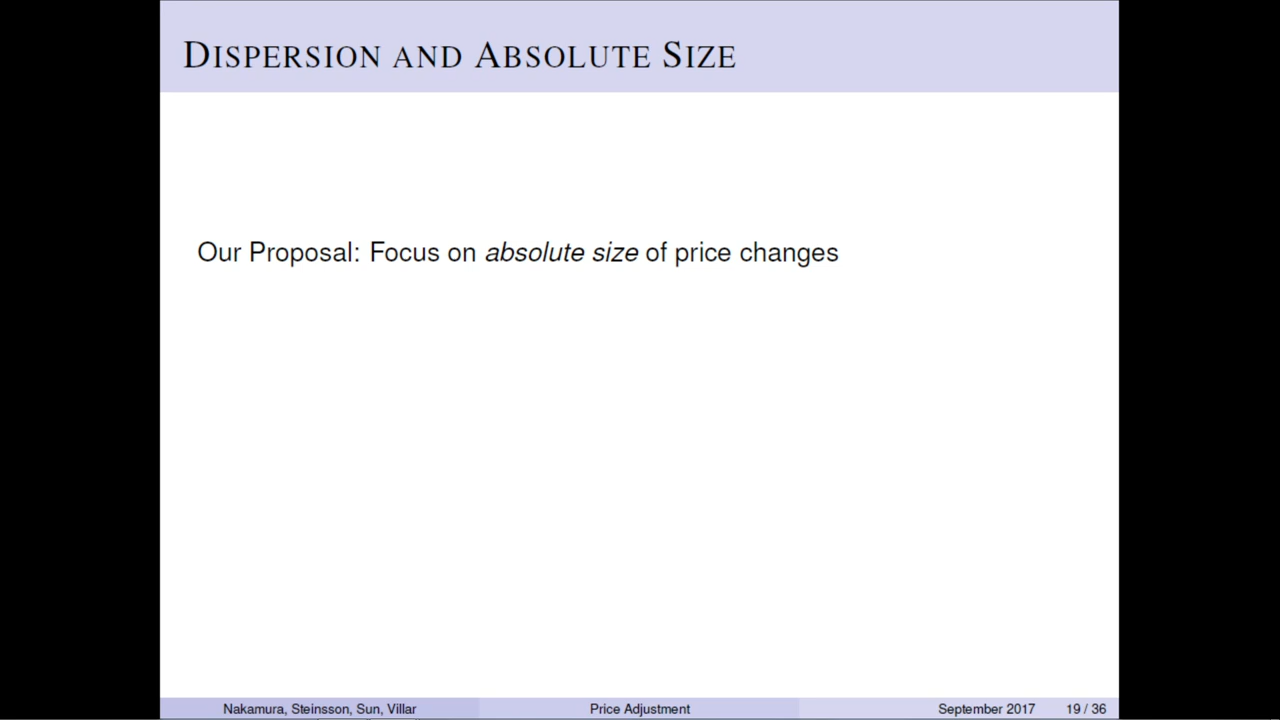 DISPERSION AND ABSOLUTE SIZE
Our Proposal: Focus on absolute size of price changes
Nakamura, Steinsson, Sun, Villar
Price Adjustment
September 2017
19 / 36